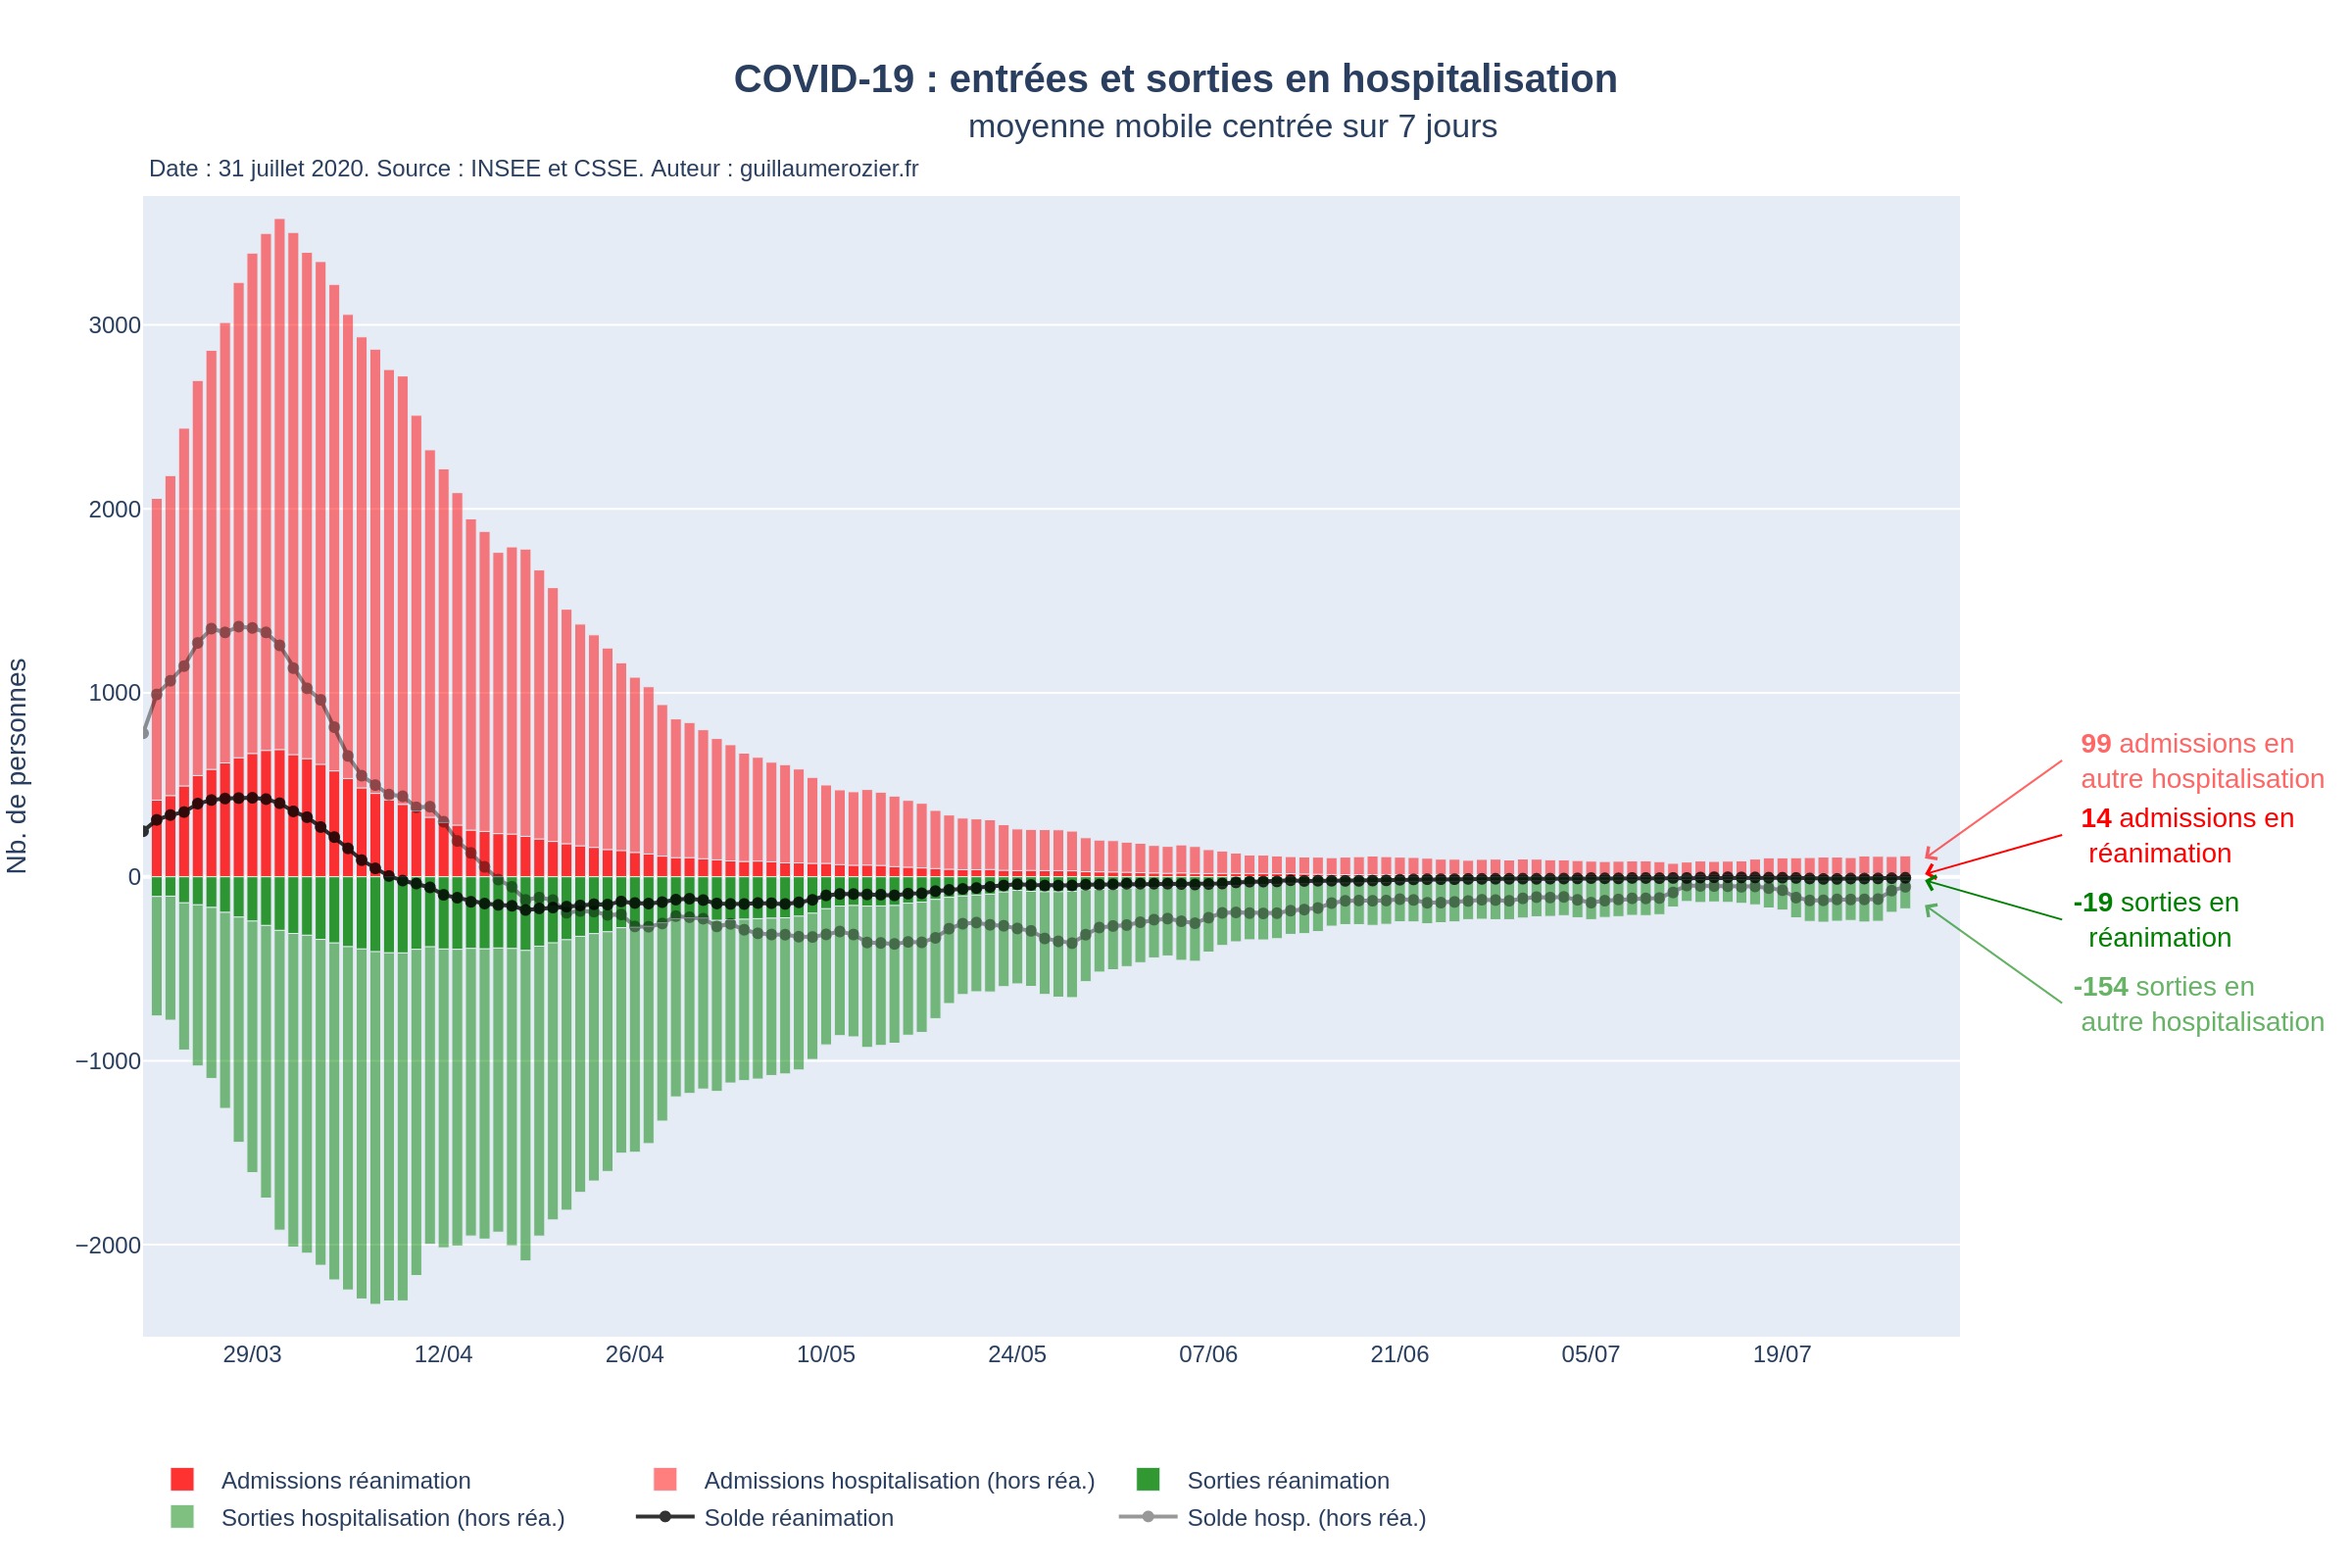 COVID-19 : entrées et sorties en hospitalisation
moyenne mobile centrée sur 7 jours
Date : 31 juillet 2020. Source : INSEE et CSSE. Auteur : guillaumerozier.fr
Nb. de personnes
3000
2000
1000
0
−1000
−2000
29/03
12/04
26/04
10/05
24/05
07/06
21/06
05/07
19/07
99 admissions en
autre hospitalisation
14 admissions en
réanimation
-19 sorties en
réanimation
-154 sorties en
autre hospitalisation
Admissions réanimation
Admissions hospitalisation (hors réa.)
Sorties réanimation
Sorties hospitalisation (hors réa.)
Solde réanimation
Solde hosp. (hors réa.)